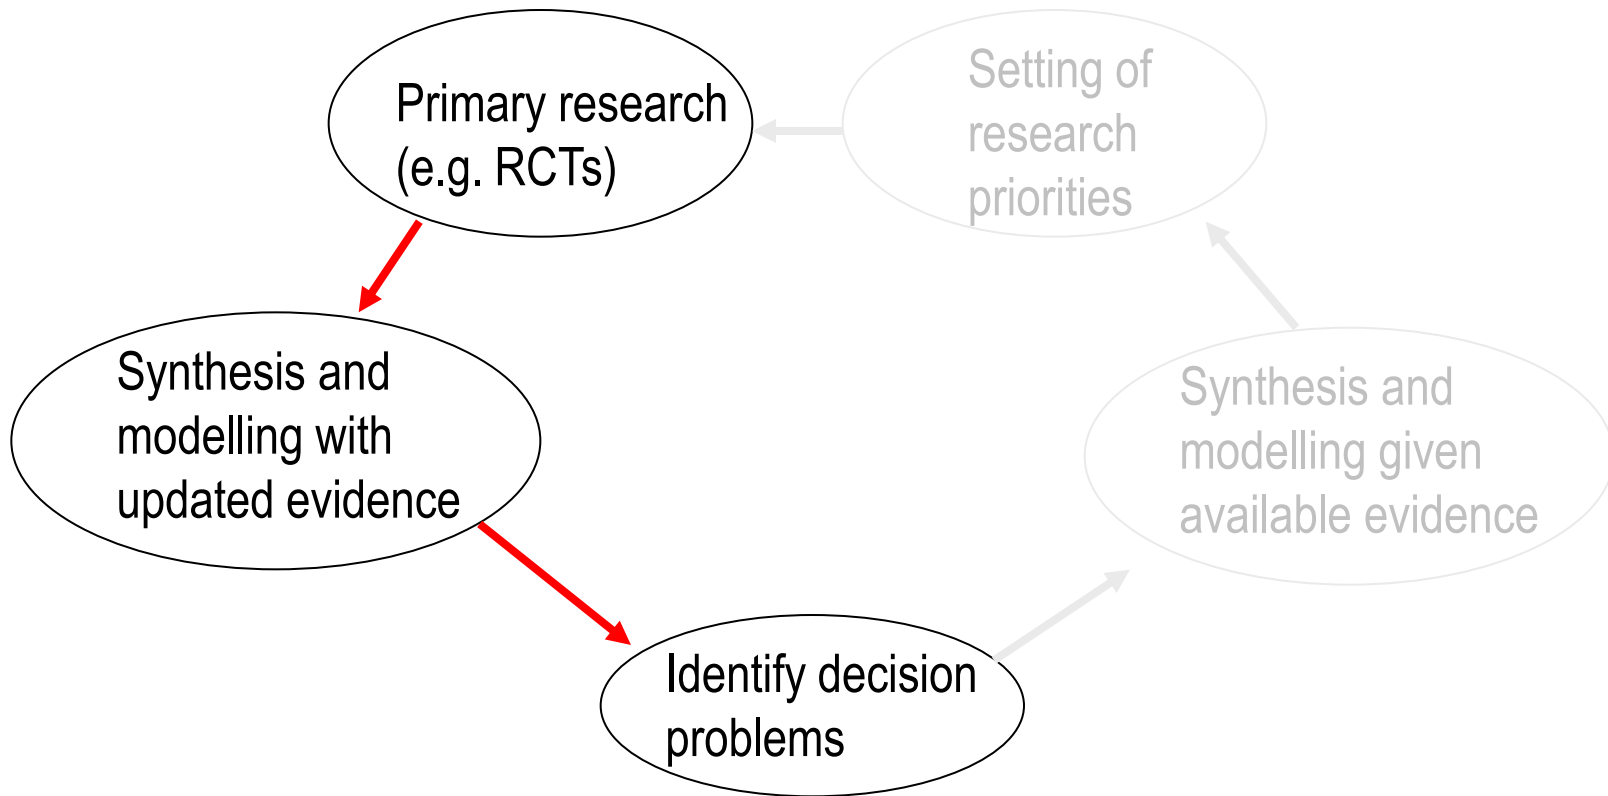 Primary research
(e.g. RCTs)
Setting of
research
priorities
Synthesis and
modelling with
updated evidence
Synthesis and
modelling given
available evidence
Identify decision
problems